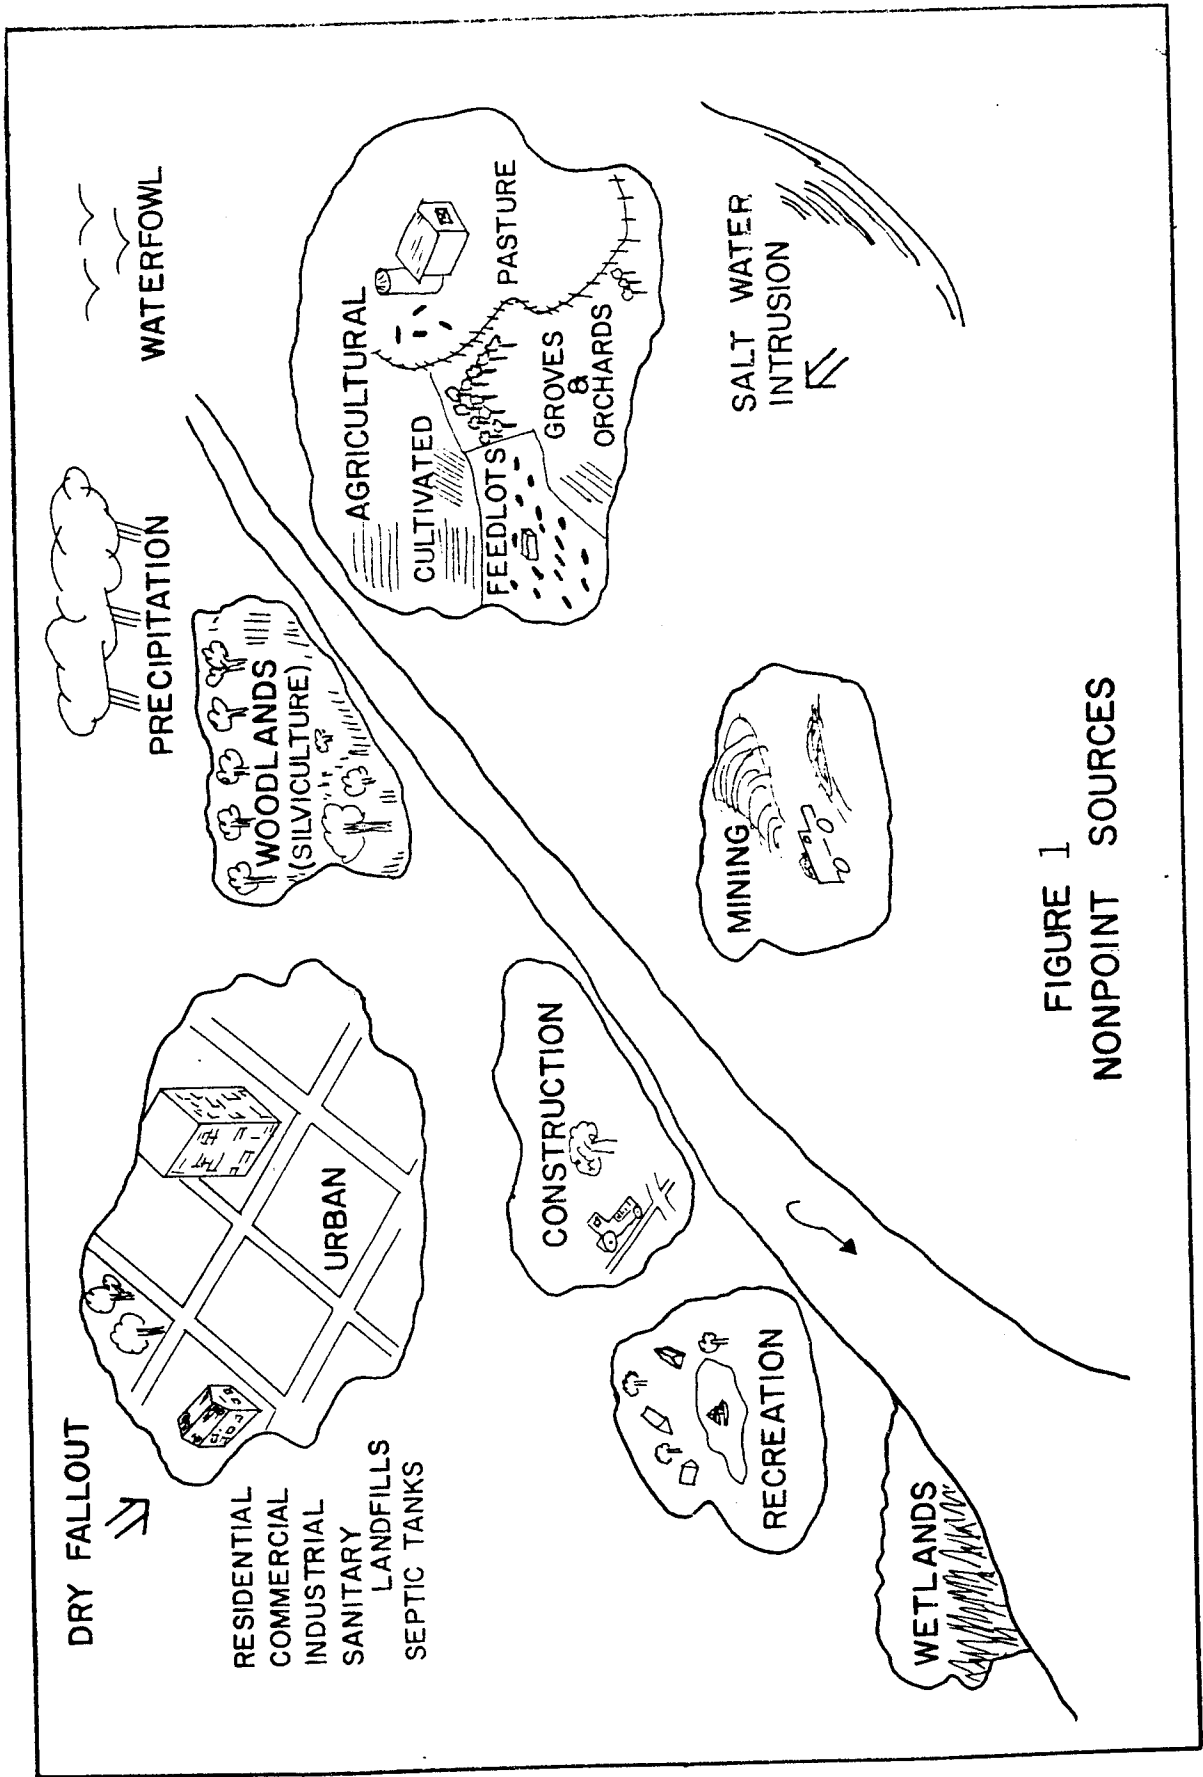 DRY FALLOUT
PRECIPITATION
WATERFOWL
RESIDENTIAL
COMMERCIAL
INDUSTRIAL
SANITARY
LANDFILLS
SEPTIC TANKS
URBAN
WOODLANDS
(SILVICULTURE)
AGRICULTURAL
CULTIVATED
PASTURE
FEEDLOTS
GROVES
&
ORCHARDS
CONSTRUCTION
RECREATION
MINING
SALT WATER
INTRUSION
WETLANDS
FIGURE 1
NONPOINT SOURCES